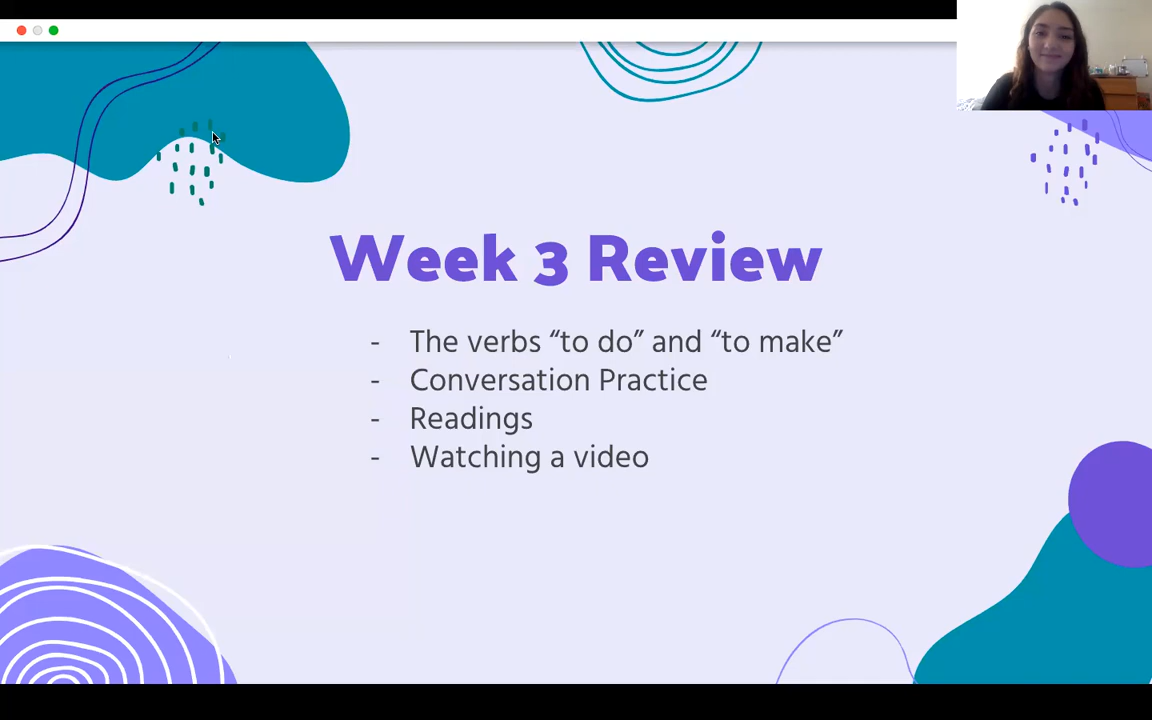 Week 3 Review
- The verbs “to do” and “to make”
- Conversation Practice
- Readings
- Watching a video